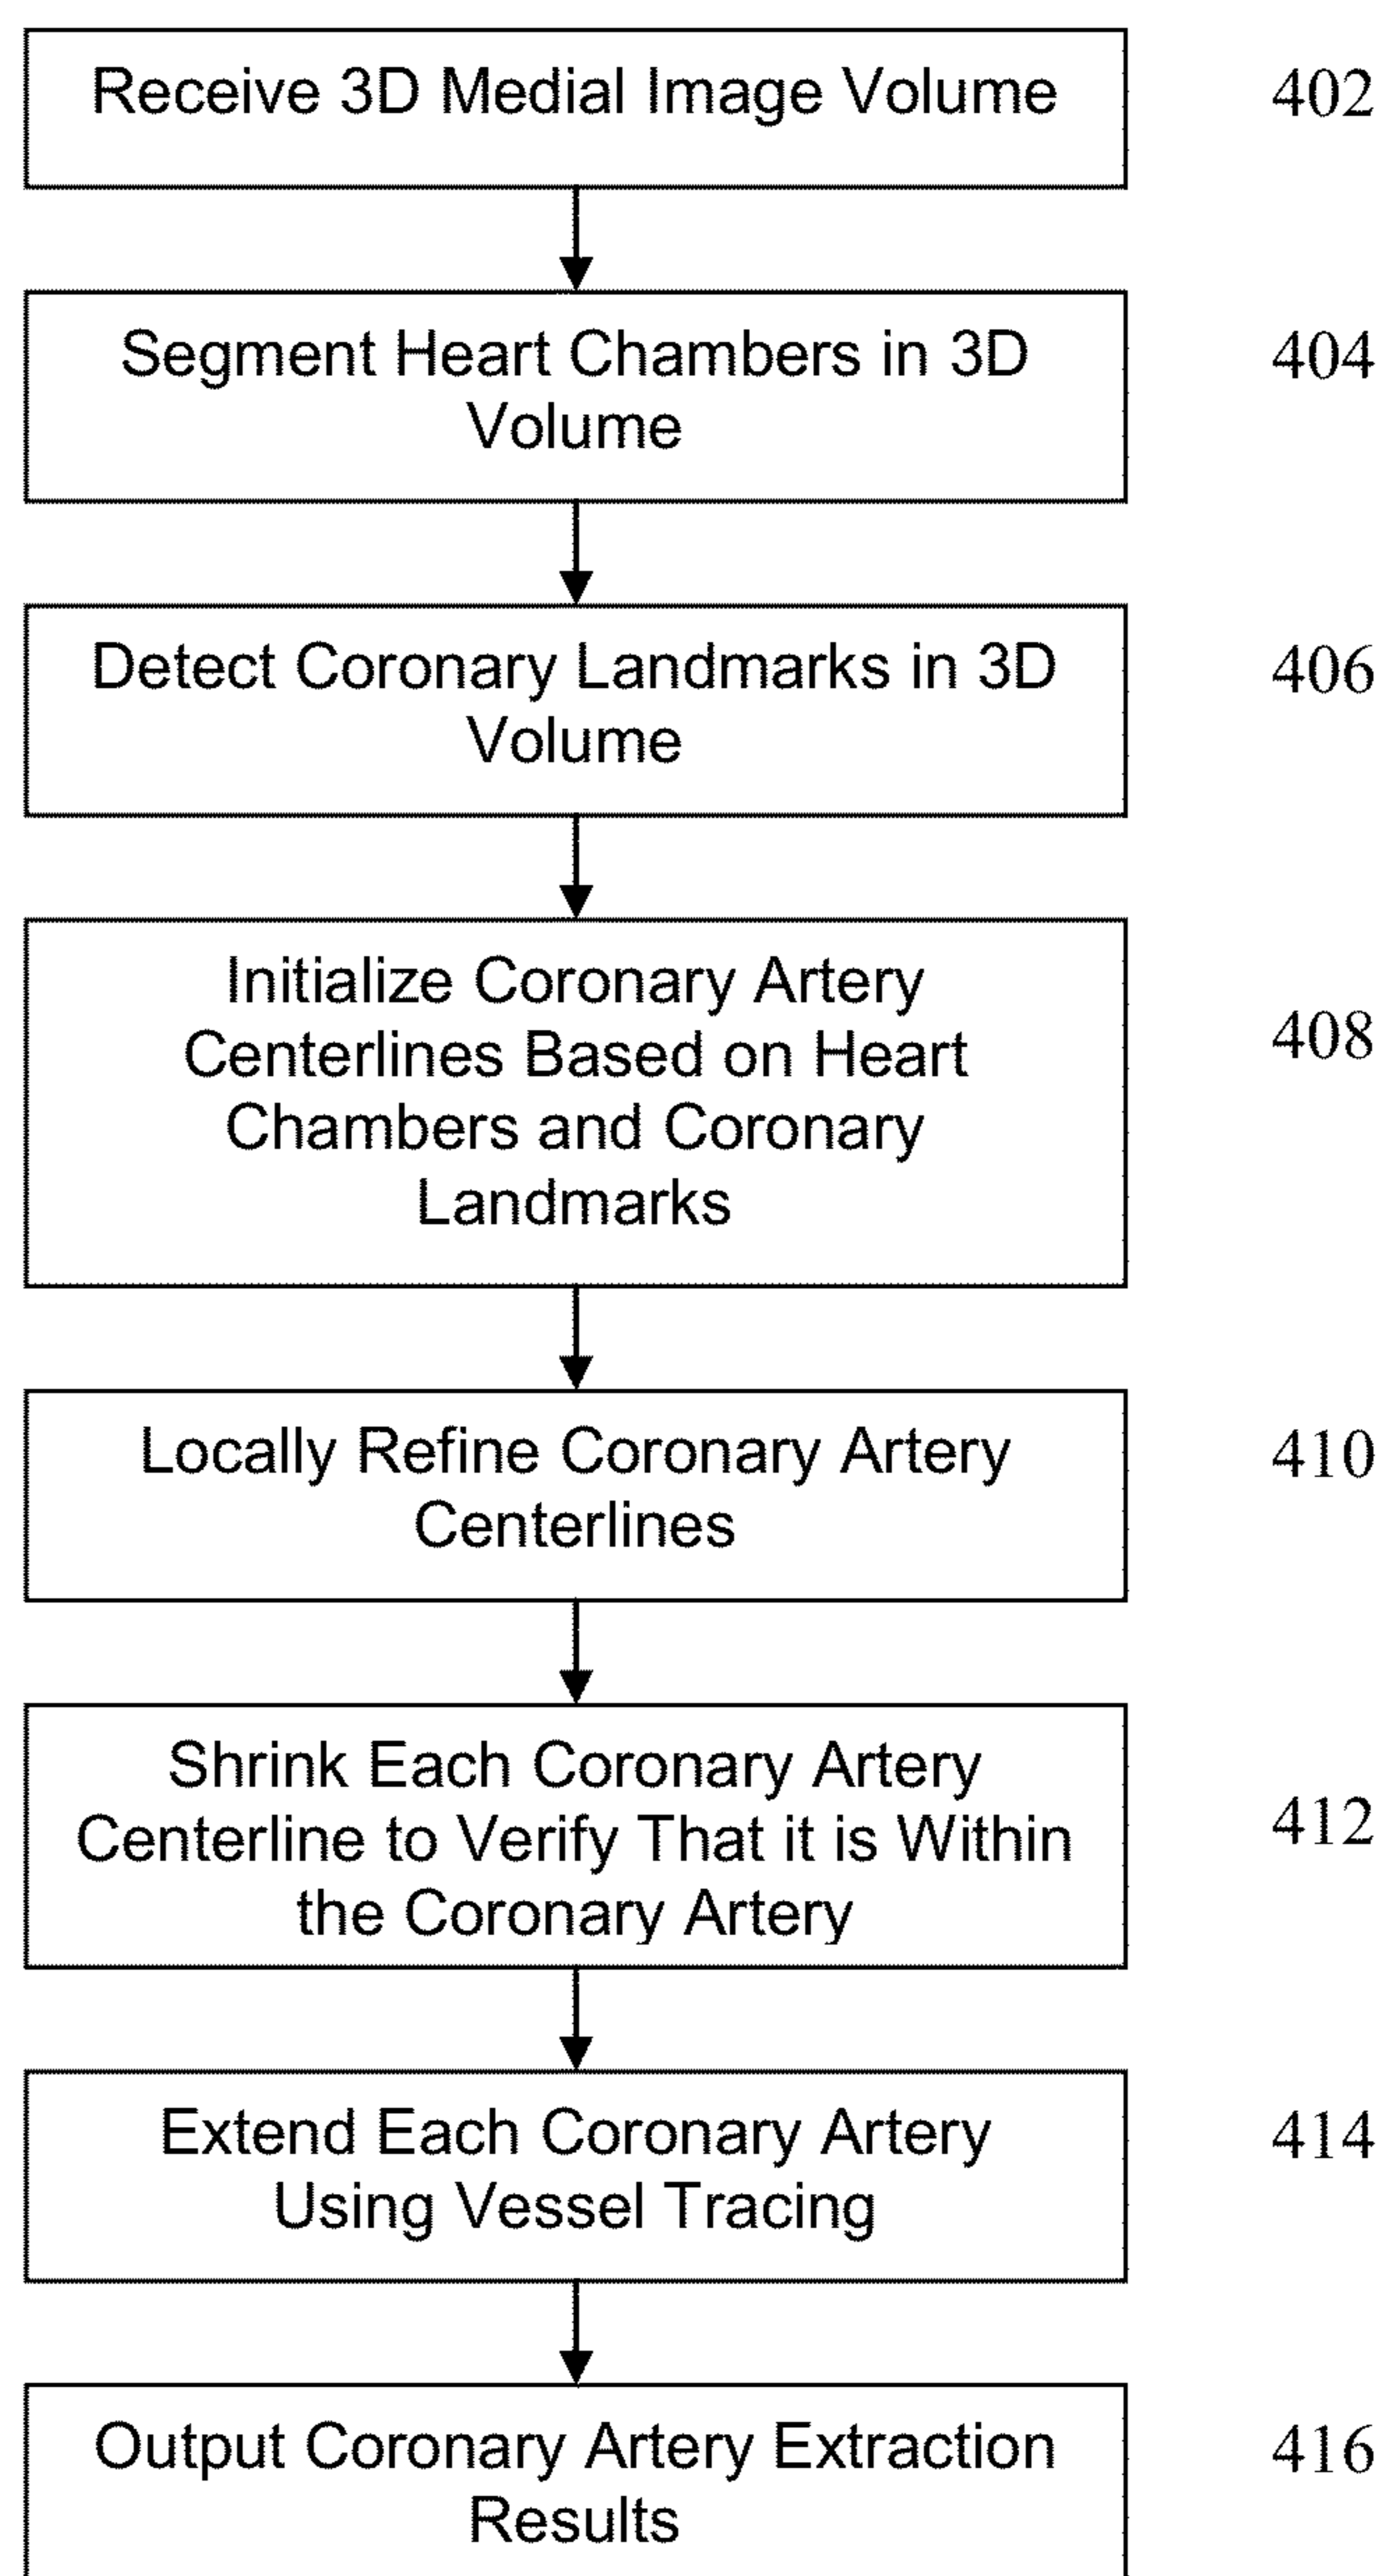 Receive 3D Medial Image Volume
402
Segment Heart Chambers in 3D
Volume
404
Detect Coronary Landmarks in 3D
Volume
406
Initialize Coronary Artery
Centerlines Based on Heart
Chambers and Coronary
Landmarks
408
Locally Refine Coronary Artery
Centerlines
410
Shrink Each Coronary Artery
Centerline to Verify That it is Within
the Coronary Artery
412
Extend Each Coronary Artery
Using Vessel Tracing
414
Output Coronary Artery Extraction
Results
416